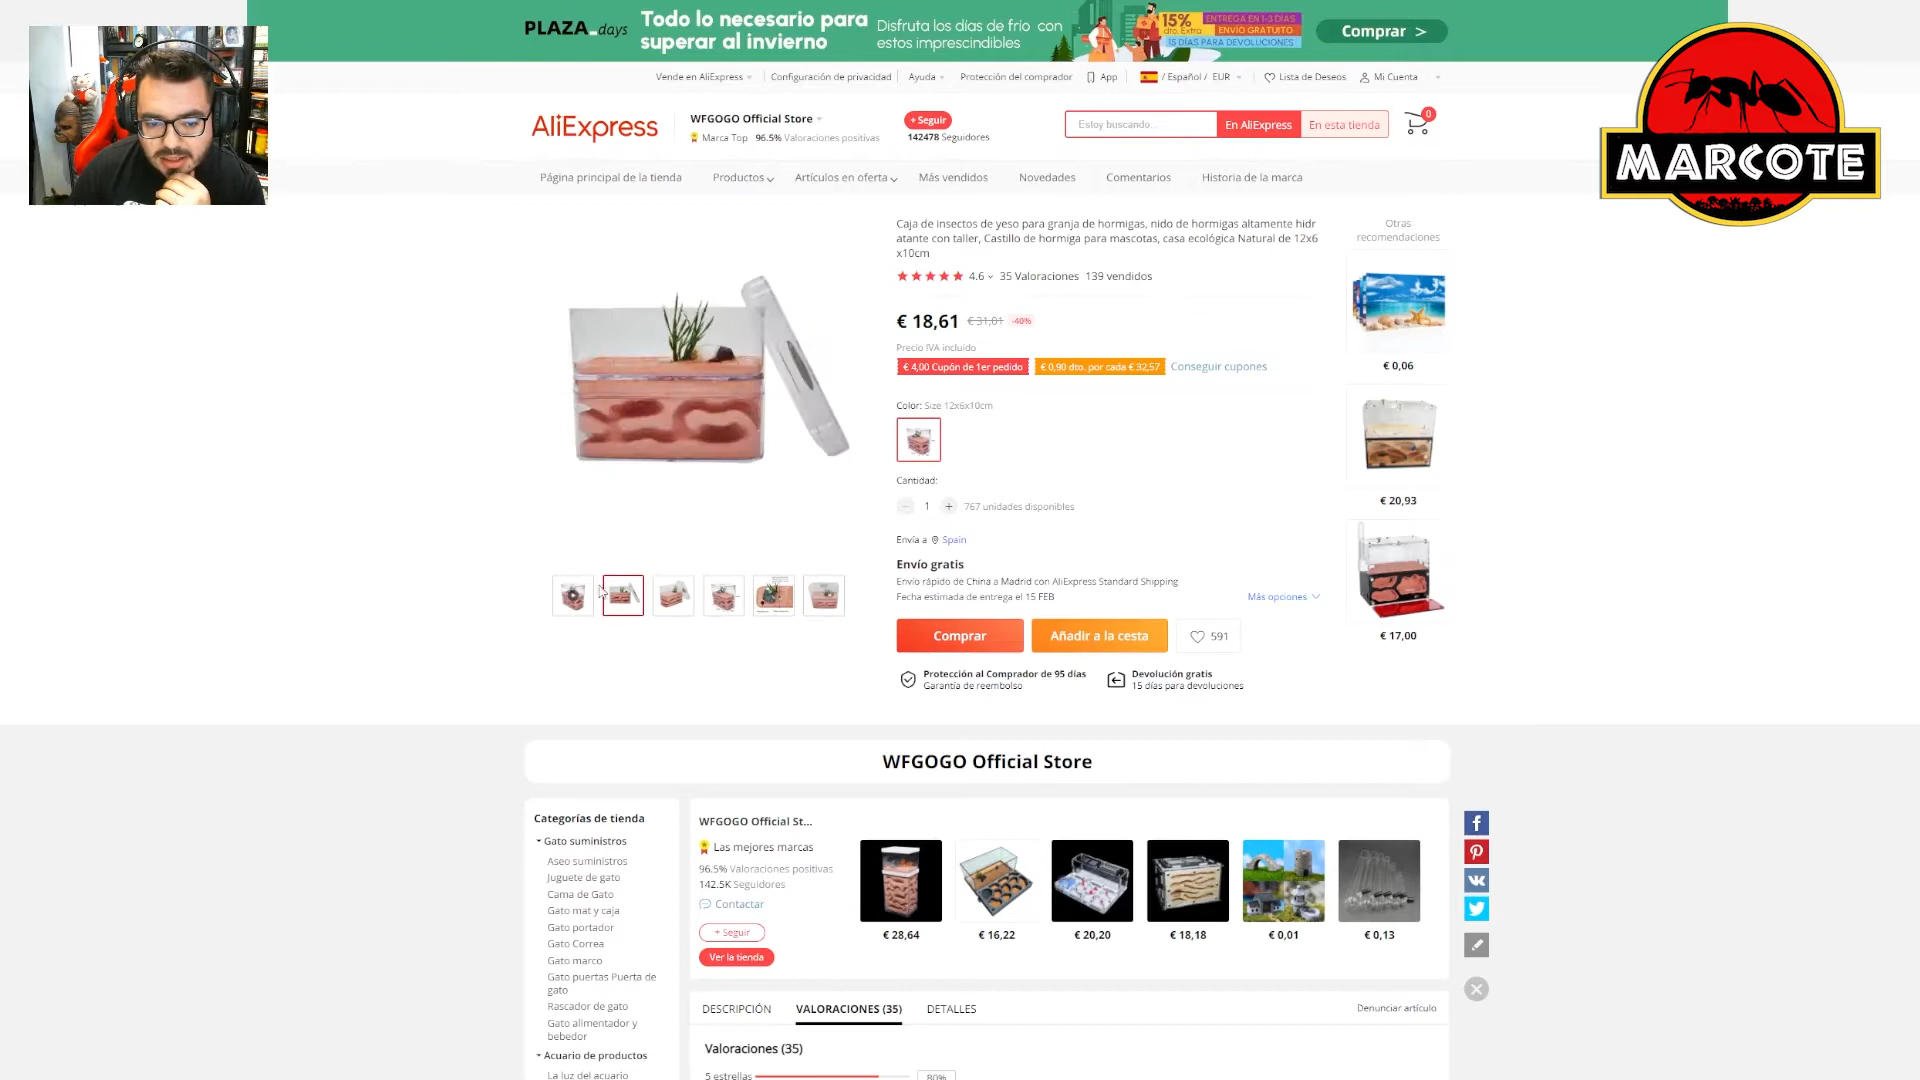 PLAZA_days
Todo lo necesario para
superar al invierno
Disfruta los días de frío con
estos imprescindibles
15%
dto. Extra
ENTREGA EN 1-3 DÍAS
ENVÍO GRATUITO
15 DÍAS PARA DEVOLUCIONES
Comprar >
Vende en AliExpress
Configuración de privacidad
Ayuda
Protección del comprador
App
/ Español / EUR
Lista de Deseos
Mi Cuenta
AliExpress
WFGOGO Official Store
Marca Top 96.5% Valoraciones positivas
+ Seguir
142478 Seguidores
Estoy buscando...
En AliExpress
En esta tienda
0
MARCOTE
Página principal de la tienda
Productos
Artículos en oferta
Más vendidos
Novedades
Comentarios
Historia de la marca
Caja de insectos de yeso para granja de hormigas, nido de hormigas altamente hidr
atante con taller, Castillo de hormiga para mascotas, casa ecológica Natural de 12x6
x10cm
4.6 35 Valoraciones 139 vendidos
€ 18,61 € 31,01 -40%
Precio IVA incluido
€ 4,00 Cupón de 1er pedido
€ 0,90 dto. por cada € 32,57
Conseguir cupones
Color: Size 12x6x10cm
Cantidad:
− 1 + 767 unidades disponibles
Envía a Spain
Envío gratis
Envío rápido de China a Madrid con AliExpress Standard Shipping
Fecha estimada de entrega el 15 FEB
Más opciones
Comprar
Añadir a la cesta
591
Protección al Comprador de 95 días
Garantía de reembolso
Devolución gratis
15 días para devoluciones
Otras
recomendaciones
€ 0,06
€ 20,93
€ 17,00
WFGOGO Official Store
Categorías de tienda
Gato suministros
Aseo suministros
Juguete de gato
Cama de Gato
Gato mat y caja
Gato portador
Gato Correa
Gato marco
Gato puertas Puerta de
gato
Rascador de gato
Gato alimentador y
bebedor
Acuario de productos
La luz del acuario
WFGOGO Official St...
Las mejores marcas
96.5% Valoraciones positivas
142.5K Seguidores
Contactar
+ Seguir
Ver la tienda
€ 28,64
€ 16,22
€ 20,20
€ 18,18
€ 0,01
€ 0,13
DESCRIPCIÓN
VALORACIONES (35)
DETALLES
Denunciar artículo
Valoraciones (35)
5 estrellas 80%